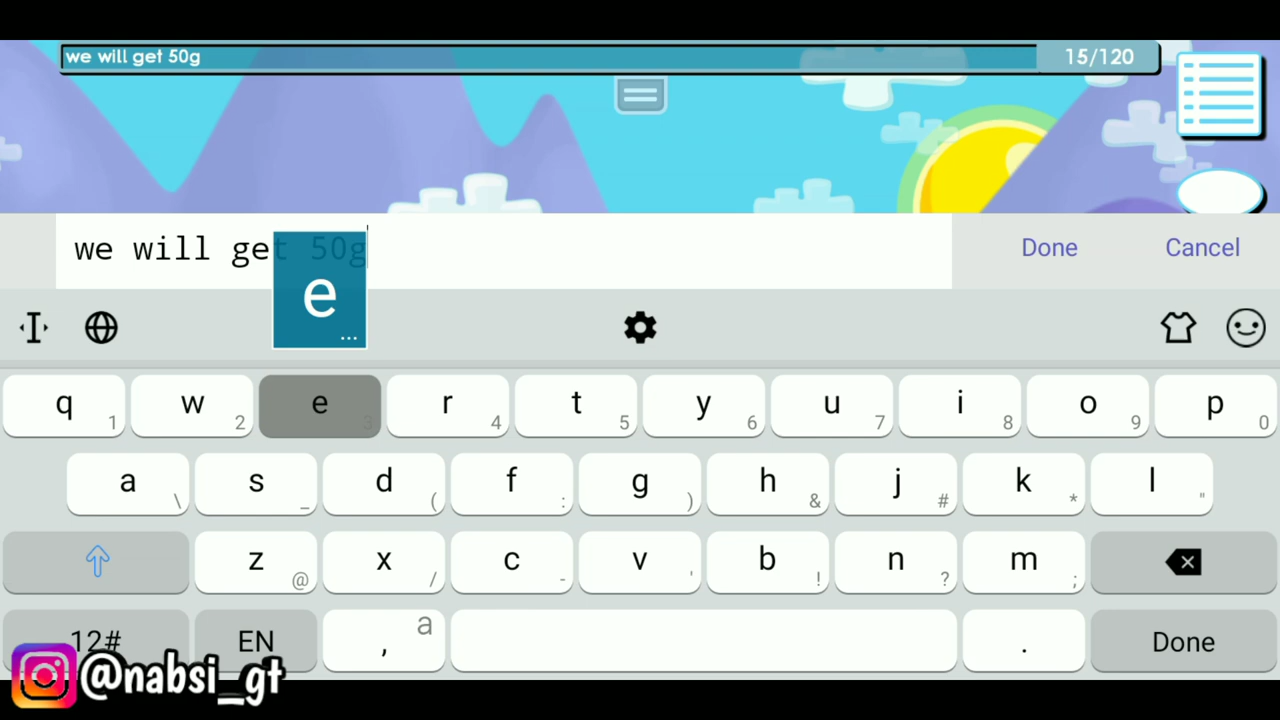 we will get 50g
15/120
we will get 50g
Done
Cancel
e
...
q 1 w 2 e 3 r 4 t 5 y 6 u 7 i 8 o 9 p 0
a \ s _ d ( f : g ) h & j # k * l "
z @ x / c - v ' b ! n ? m ;
12# EN , a . Done
@nabsi_gt